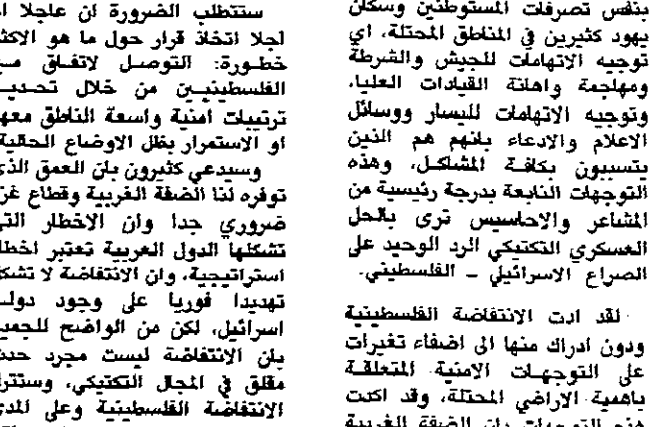 بنفس تصرفات المستوطنين وسكان
يهود كثيرين في المناطق المحتلة، اي
توجيه الاتهامات للجيش والشرطة
ومهاجمة واهانة القيادات العليا،
وتوجيه الاتهامات لليسار ووسائل
الاعلام والادعاء بانهم هم الذين
يتسببون بكافة المشاكل، وهذه
التوجهات النابعة بدرجة رئيسية من
المشاعر والاحاسيس ترى بالحل
العسكري التكتيكي الرد الوحيد على
الصراع الاسرائيلي ـ الفلسطيني.
لقد ادت الانتفاضة الفلسطينية
ودون ادراك منها الى اضفاء تغيرات
على التوجهات الامنية المتعلقة
باهمية الاراضي المحتلة، وقد اكدت
هذه التوجهات بان الضفة الغربية
ستتطلب الضرورة ان عاجلا ا
اجلا اتخاذ قرار حول ما هو الاكث
خطورة: التوصل لاتفاق مع
الفلسطينيين من خلال تحديد
ترتيبات امنية واسعة النطاق معه
او الاستمرار بظل الاوضاع الحقيقية
وسيدعي كثيرون بان العمق الذي
توفره لنا الضفة الغربية وقطاع غز
ضروري جدا وان الاخطار التي
تشكلها الدول العربية تعتبر اخطار
استراتيجية، وان الانتفاضة لا تشكل
تهديدا فوريا على وجود دولة
اسرائيل، لكن من الواضح للجميع
بان الانتفاضة ليست مجرد حدث
مقلق في المجال التكتيكي، وستترك
الانتفاضة الفلسطينية وعلى المدى